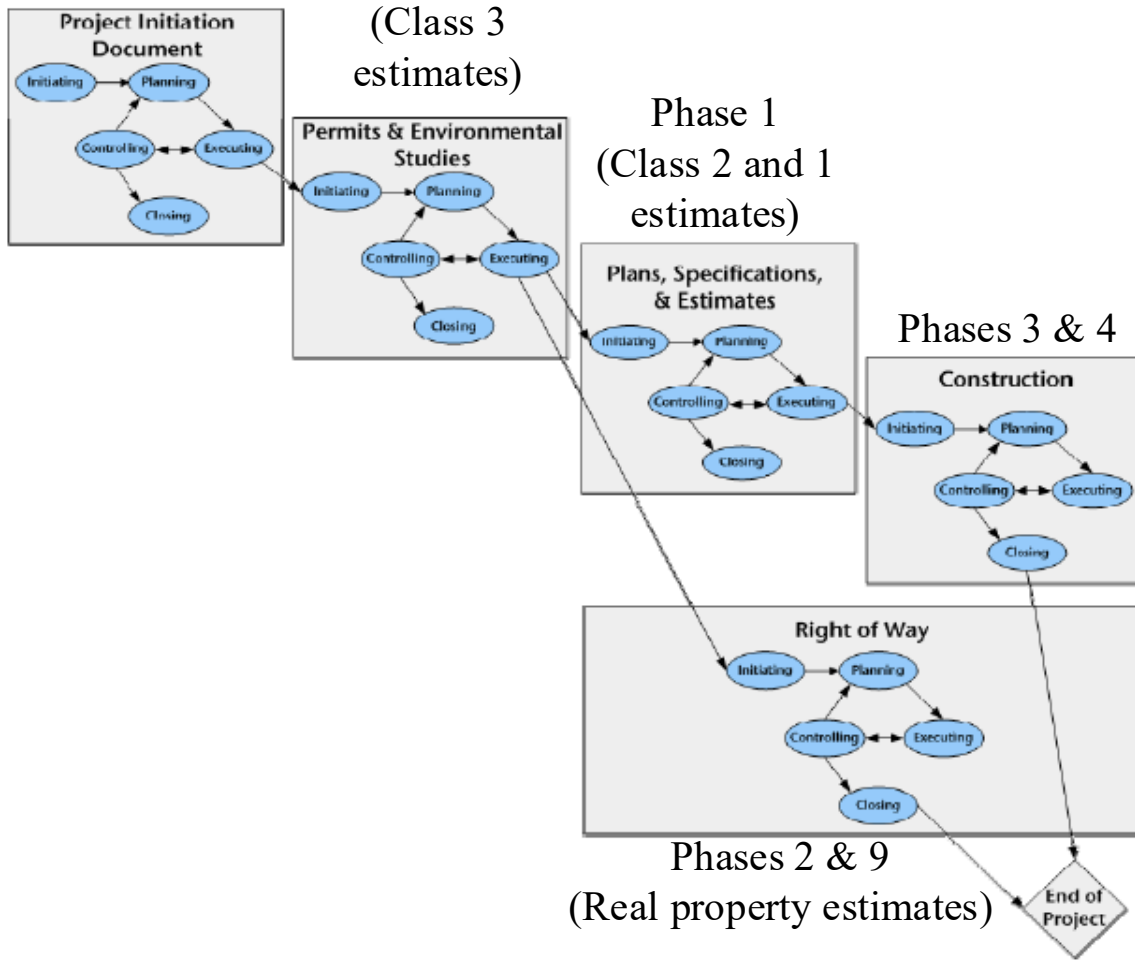 Project Initiation
Document
Initiating
Planning
Controlling
Executing
Closing
(Class 3
estimates)
Permits & Environmental
Studies
Initiating
Planning
Controlling
Executing
Closing
Phase 1
(Class 2 and 1
estimates)
Plans, Specifications,
& Estimates
Initiating
Planning
Controlling
Executing
Closing
Phases 3 & 4
Construction
Initiating
Planning
Controlling
Executing
Closing
Right of Way
Initiating
Planning
Controlling
Executing
Closing
Phases 2 & 9
(Real property estimates)
End of
Project